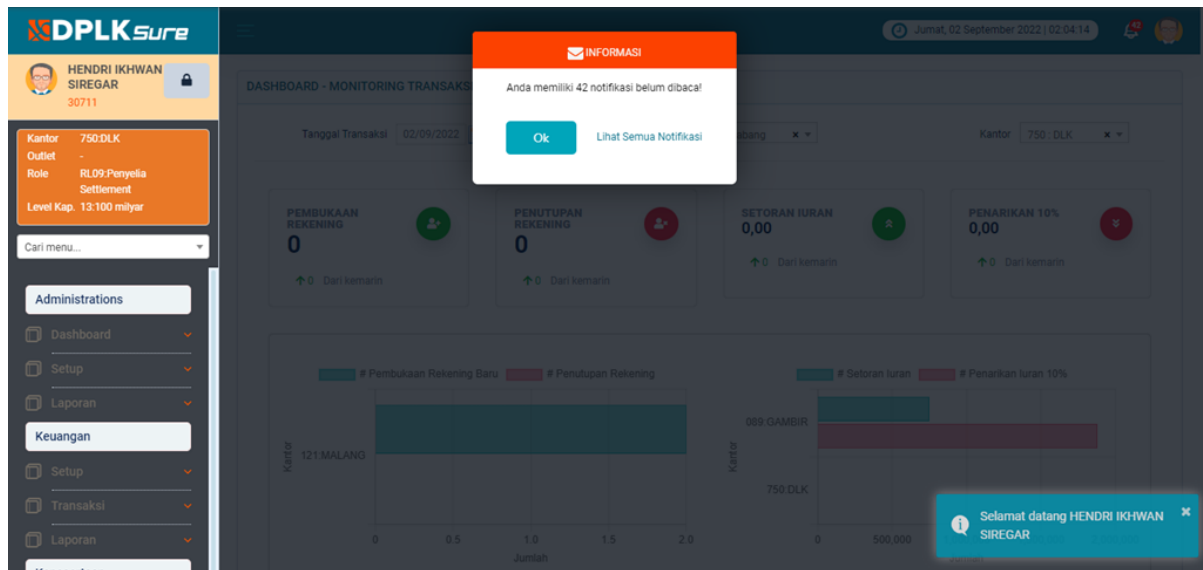 DPLKSure
HENDRI IKHWAN
SIREGAR
30711
Kantor 750:DLK
Outlet -
Role RL09:Penyelia
Settlement
Level Kap. 13:100 milyar
Cari menu...
Administrations
Dashboard
Setup
Laporan
Keuangan
Setup
Transaksi
Laporan
Jumat, 02 September 2022 | 02:04:14
42
INFORMASI
Anda memiliki 42 notifikasi belum dibaca!
Ok
Lihat Semua Notifikasi
DASHBOARD - MONITORING TRANSAKSI
Tanggal Transaksi 02/09/2022
Kantor 750 : DLK
PEMBUKAAN
REKENING
0
0 Dari kemarin
PENUTUPAN
REKENING
0
0 Dari kemarin
SETORAN IURAN
0,00
0 Dari kemarin
PENARIKAN 10%
0,00
0 Dari kemarin
# Pembukaan Rekening Baru # Penutupan Rekening
Kantor
121:MALANG
0 0.5 1.0 1.5 2.0
Jumlah
# Setoran Iuran # Penarikan Iuran 10%
Kantor
089:GAMBIR
750:DLK
0 500,000
Selamat datang HENDRI IKHWAN
SIREGAR